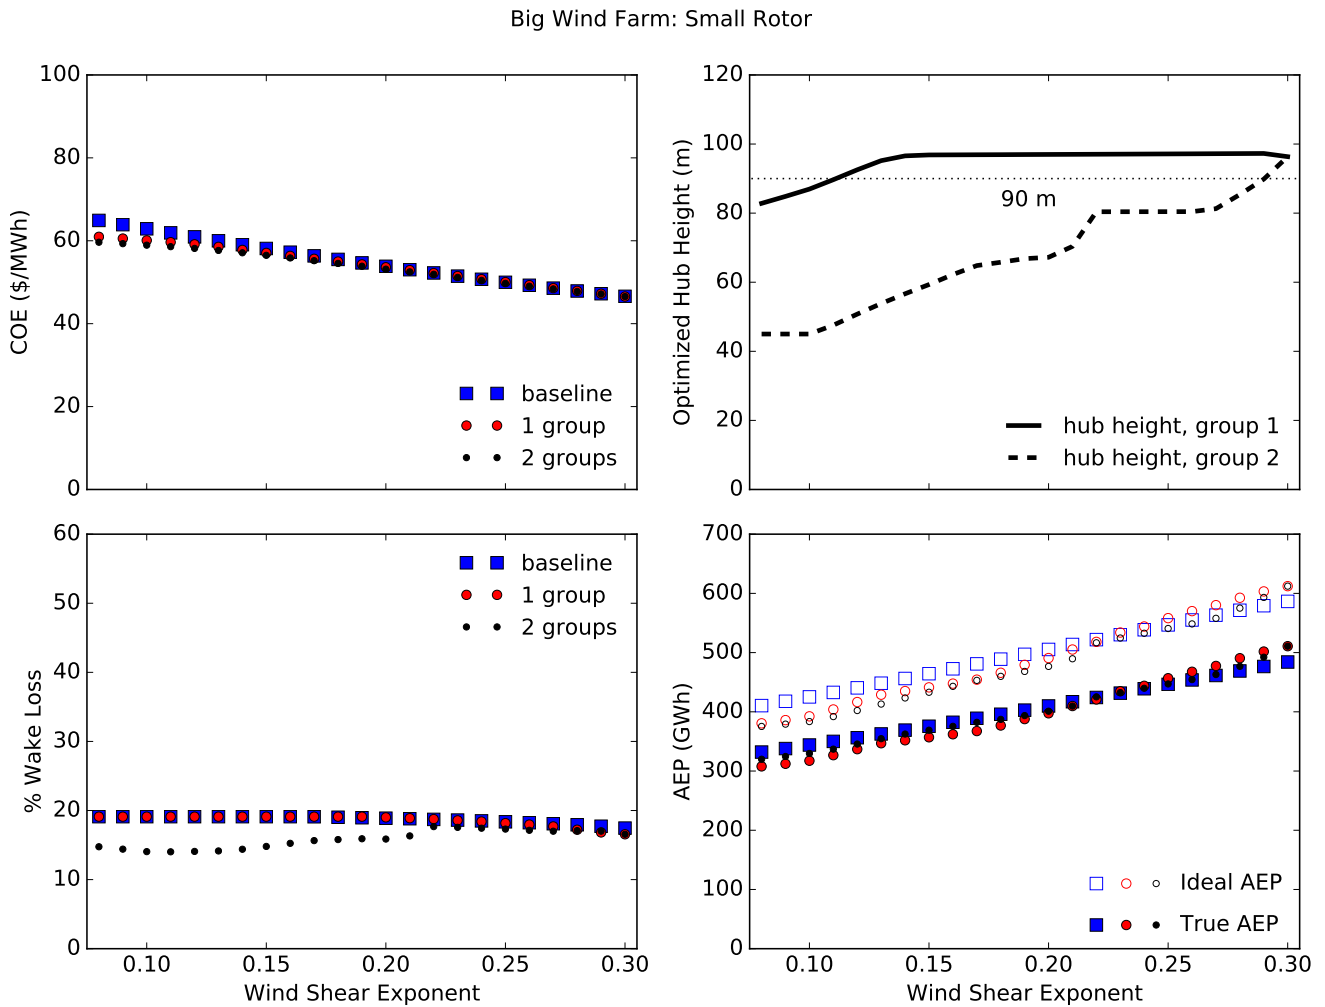 Big Wind Farm: Small Rotor
100
80
60
40
20
0
COE ($/MWh)
baseline
1 group
2 groups
120
100
80
60
40
20
0
Optimized Hub Height (m)
90 m
hub height, group 1
hub height, group 2
60
50
40
30
20
10
0
% Wake Loss
baseline
1 group
2 groups
0.10 0.15 0.20 0.25 0.30
Wind Shear Exponent
700
600
500
400
300
200
100
0
AEP (GWh)
Ideal AEP
True AEP
0.10 0.15 0.20 0.25 0.30
Wind Shear Exponent